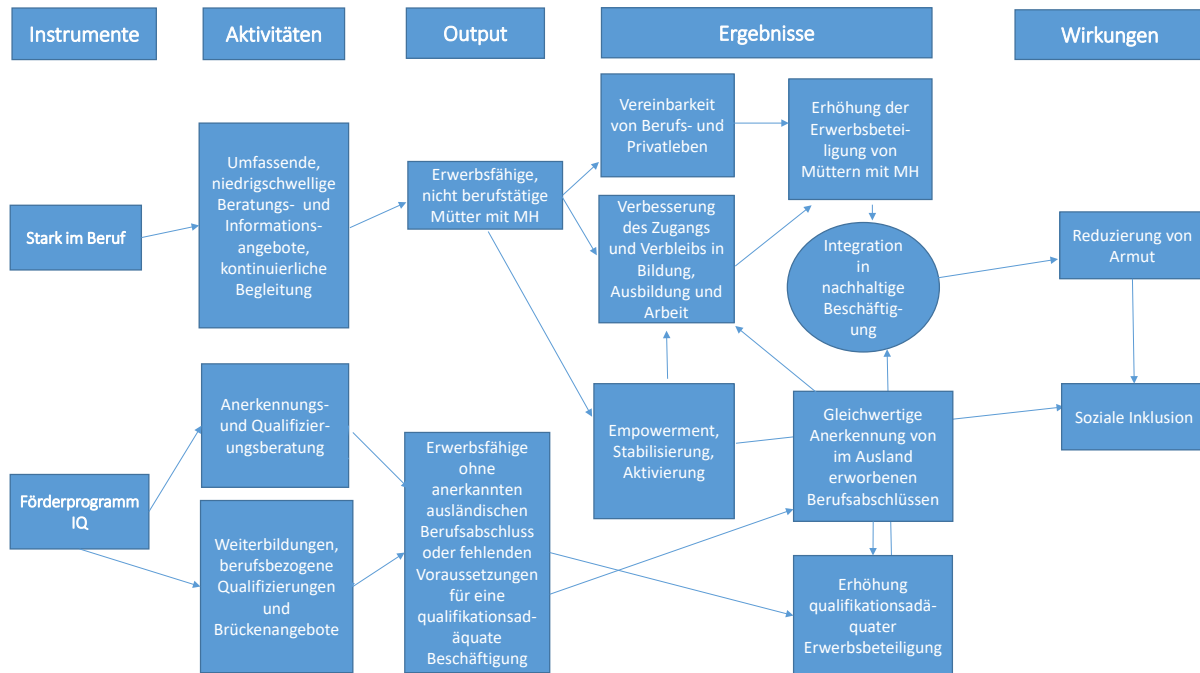 Instrumente
Aktivitäten
Output
Ergebnisse
Wirkungen
Stark im Beruf
Umfassende,
niedrigschwellige
Beratungs- und
Informations-
angebote,
kontinuierliche
Begleitung
Erwerbsfähige,
nicht berufstätige
Mütter mit MH
Vereinbarkeit
von Berufs- und
Privatleben
Erhöhung der
Erwerbsbetei-
ligung von
Müttern mit MH
Verbesserung
des Zugangs
und Verbleibs in
Bildung,
Ausbildung und
Arbeit
Integration
in
nachhaltige
Beschäftig-
ung
Reduzierung von
Armut
Förderprogramm
IQ
Anerkennungs-
und Qualifizier-
ungsberatung
Weiterbildungen,
berufsbezogene
Qualifizierungen
und
Brückenangebote
Erwerbsfähige
ohne
anerkannten
ausländischen
Berufsabschluss
oder fehlenden
Voraussetzungen
für eine
qualifikationsad-
äquate
Beschäftigung
Empowerment,
Stabilisierung,
Aktivierung
Gleichwertige
Anerkennung von
im Ausland
erworbenen
Berufsabschlüssen
Soziale Inklusion
Erhöhung
qualifikationsadä-
quater
Erwerbsbeteiligung